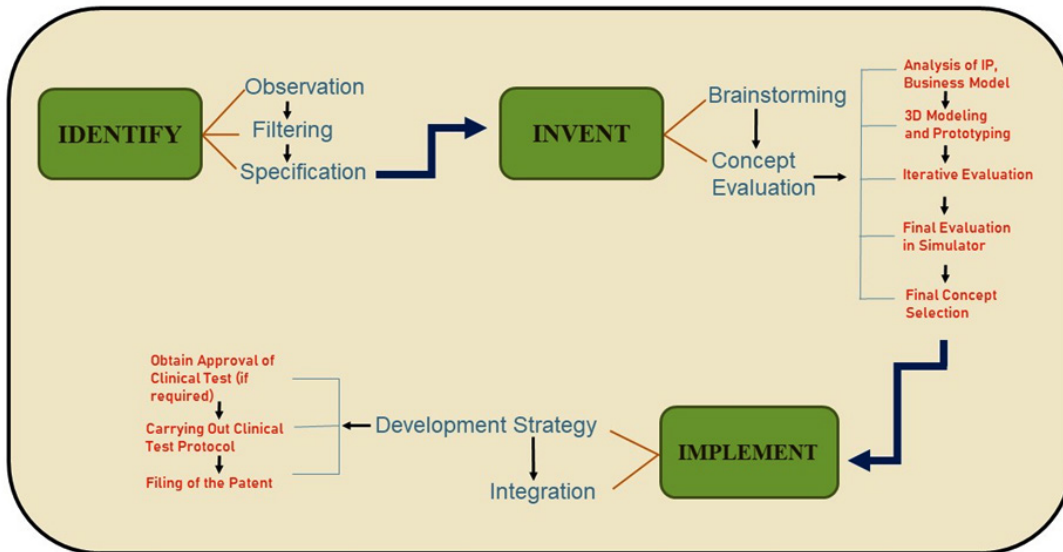 IDENTIFY
Observation
Filtering
Specification
INVENT
Brainstorming
Concept
Evaluation
Analysis of IP,
Business Model
3D Modeling
and Prototyping
Iterative Evaluation
Final Evaluation
in Simulator
Final Concept
Selection
IMPLEMENT
Development Strategy
Integration
Obtain Approval of
Clinical Test (if
required)
Carrying Out Clinical
Test Protocol
Filing of the Patent